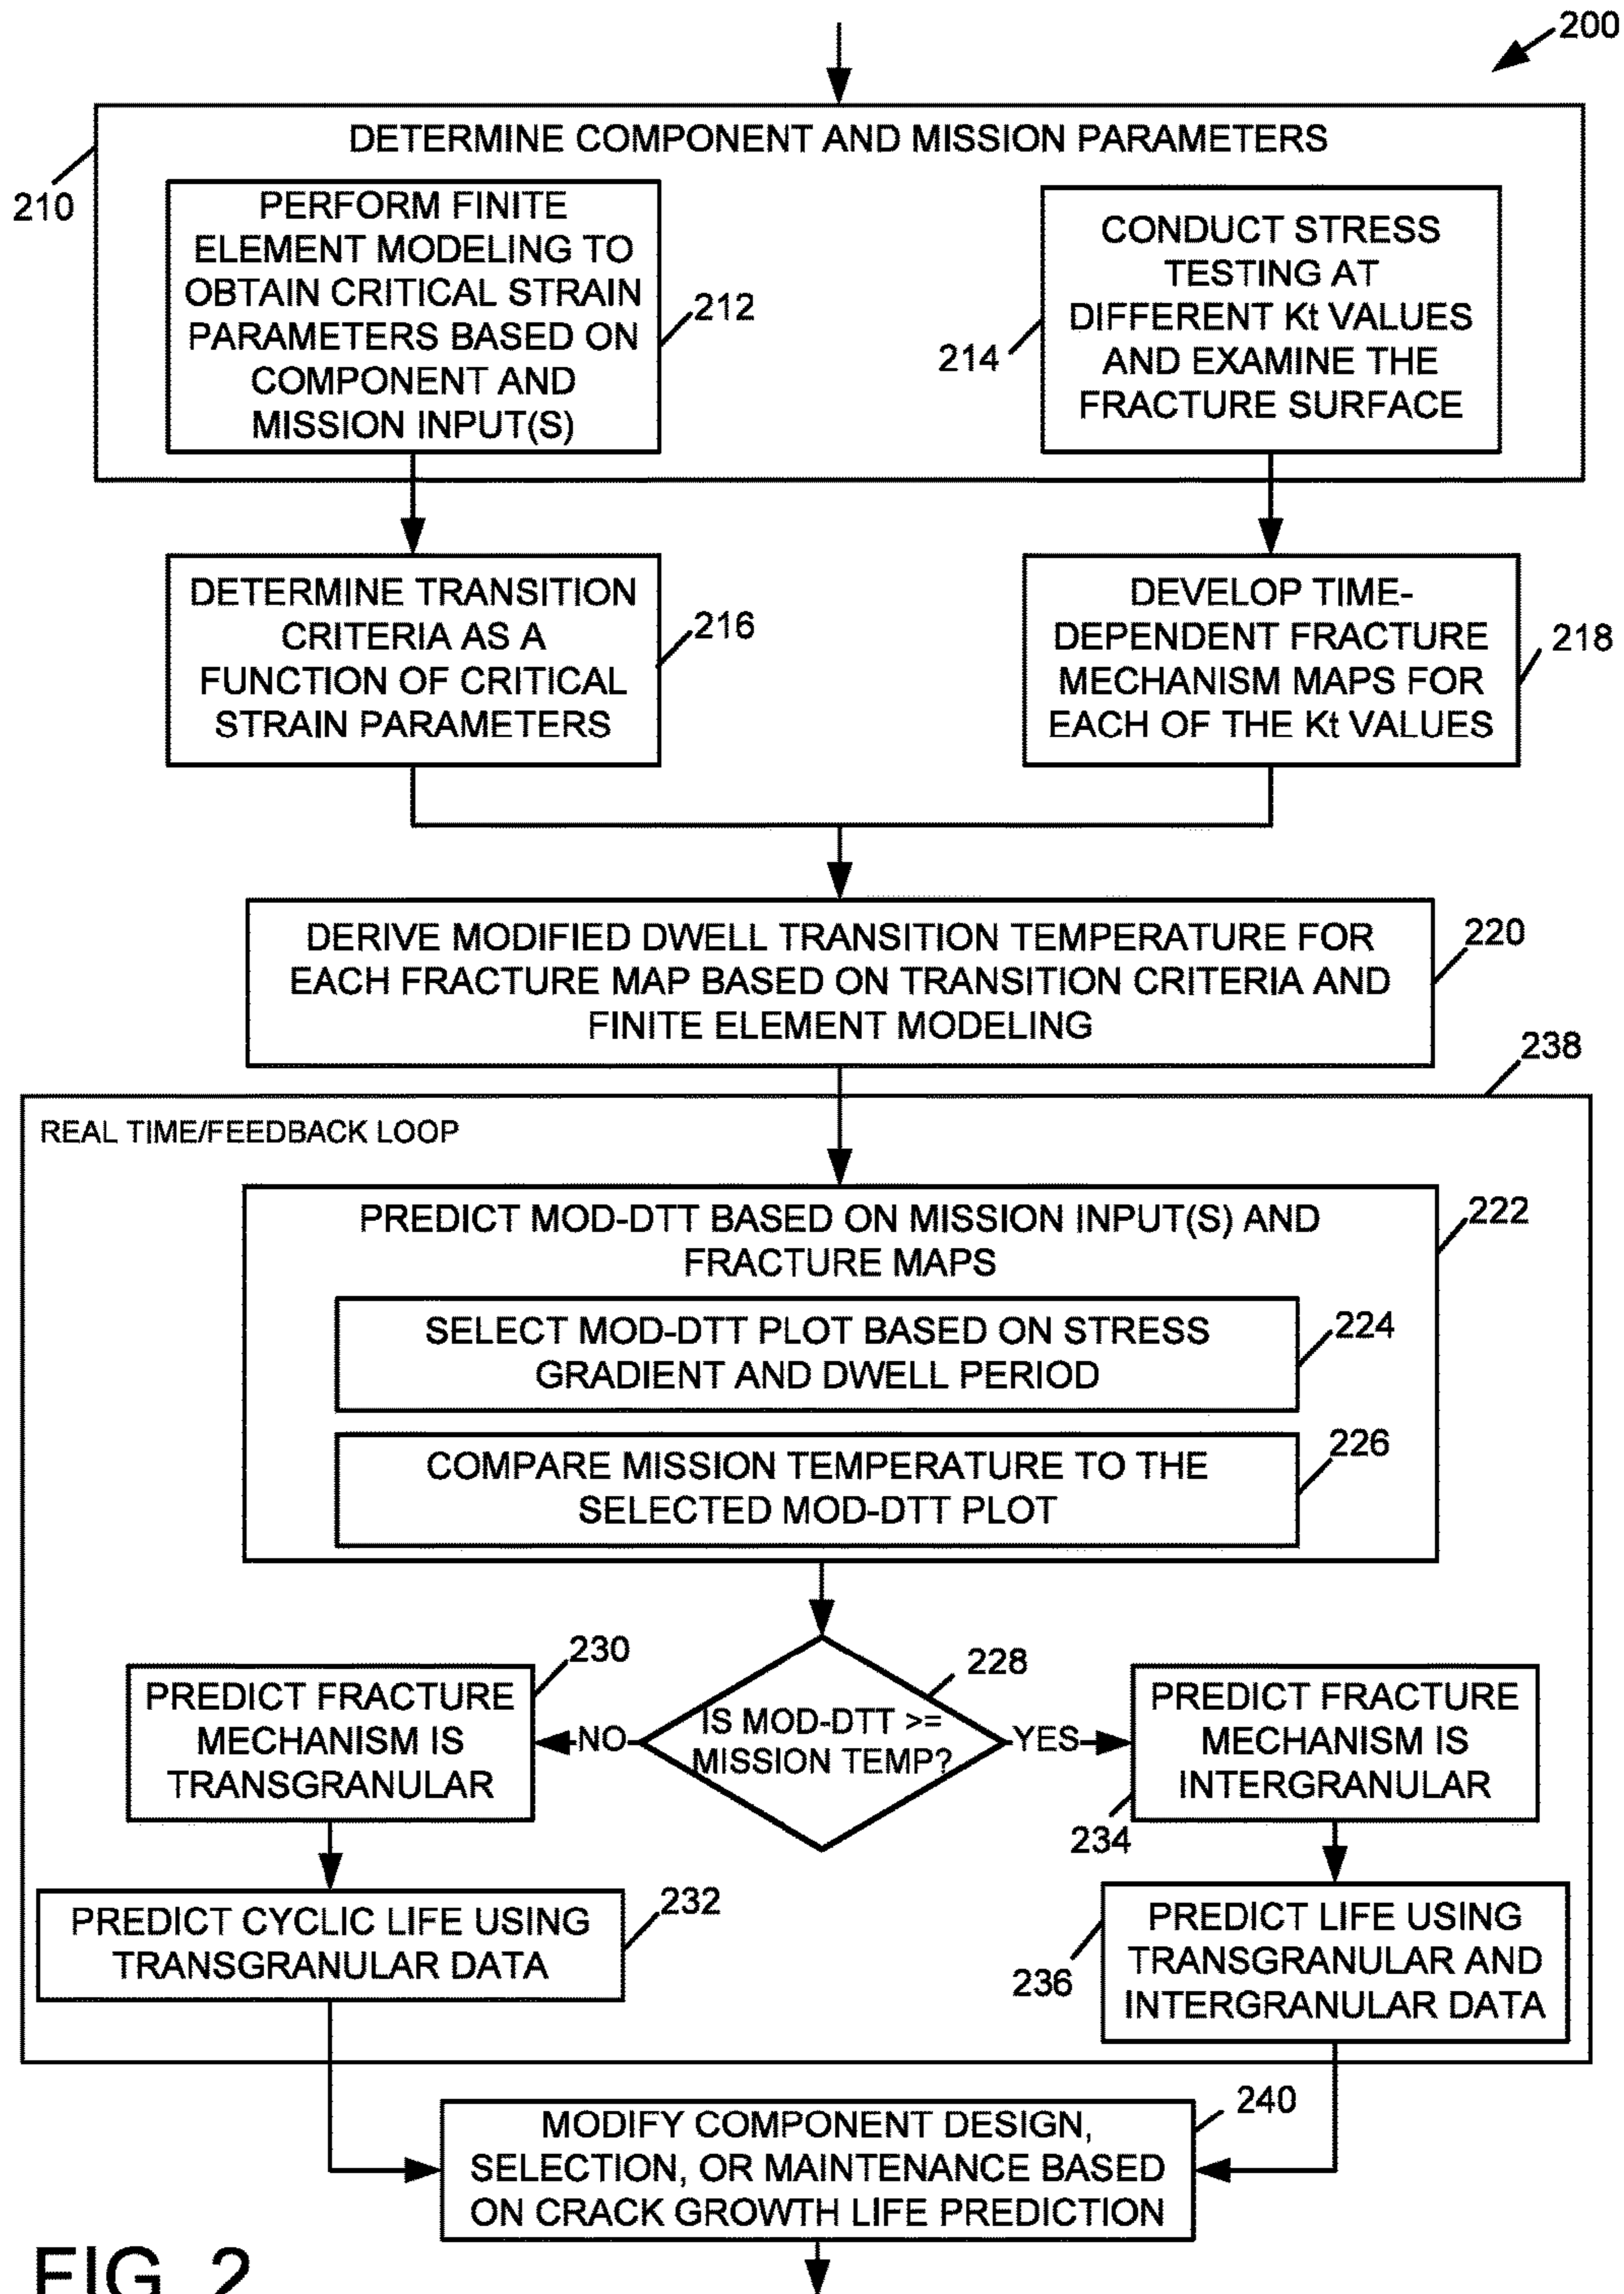 200
DETERMINE COMPONENT AND MISSION PARAMETERS
210
PERFORM FINITE
ELEMENT MODELING TO
OBTAIN CRITICAL STRAIN
PARAMETERS BASED ON
COMPONENT AND
MISSION INPUT(S)
212
CONDUCT STRESS
TESTING AT
DIFFERENT Kt VALUES
AND EXAMINE THE
FRACTURE SURFACE
214
DETERMINE TRANSITION
CRITERIA AS A
FUNCTION OF CRITICAL
STRAIN PARAMETERS
216
DEVELOP TIME-
DEPENDENT FRACTURE
MECHANISM MAPS FOR
EACH OF THE Kt VALUES
218
DERIVE MODIFIED DWELL TRANSITION TEMPERATURE FOR
EACH FRACTURE MAP BASED ON TRANSITION CRITERIA AND
FINITE ELEMENT MODELING
220
238
REAL TIME/FEEDBACK LOOP
PREDICT MOD-DTT BASED ON MISSION INPUT(S) AND
FRACTURE MAPS
222
SELECT MOD-DTT PLOT BASED ON STRESS
GRADIENT AND DWELL PERIOD
224
COMPARE MISSION TEMPERATURE TO THE
SELECTED MOD-DTT PLOT
226
IS MOD-DTT >=
MISSION TEMP?
228
NO
YES
PREDICT FRACTURE
MECHANISM IS
TRANSGRANULAR
230
PREDICT FRACTURE
MECHANISM IS
INTERGRANULAR
234
PREDICT CYCLIC LIFE USING
TRANSGRANULAR DATA
232
PREDICT LIFE USING
TRANSGRANULAR AND
INTERGRANULAR DATA
236
MODIFY COMPONENT DESIGN,
SELECTION, OR MAINTENANCE BASED
ON CRACK GROWTH LIFE PREDICTION
240
FIG. 2